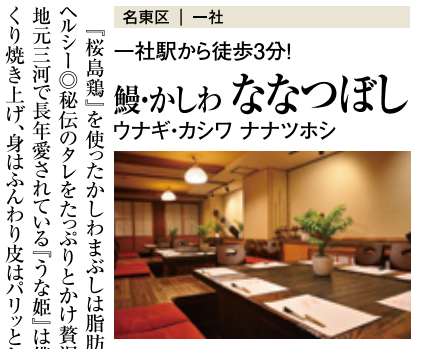 名東区｜一社
一社駅から徒歩3分!
鰻・かしわ ななつぼし
ウナギ・カシワ ナナツホシ
『桜島鶏』を使ったかしわまぶしは脂肪
ヘルシー◎秘伝のタレをたっぷりとかけ贅沢
地元三河で長年愛されている『うな姫』は
くり焼き上げ、身はふんわり皮はパリッと